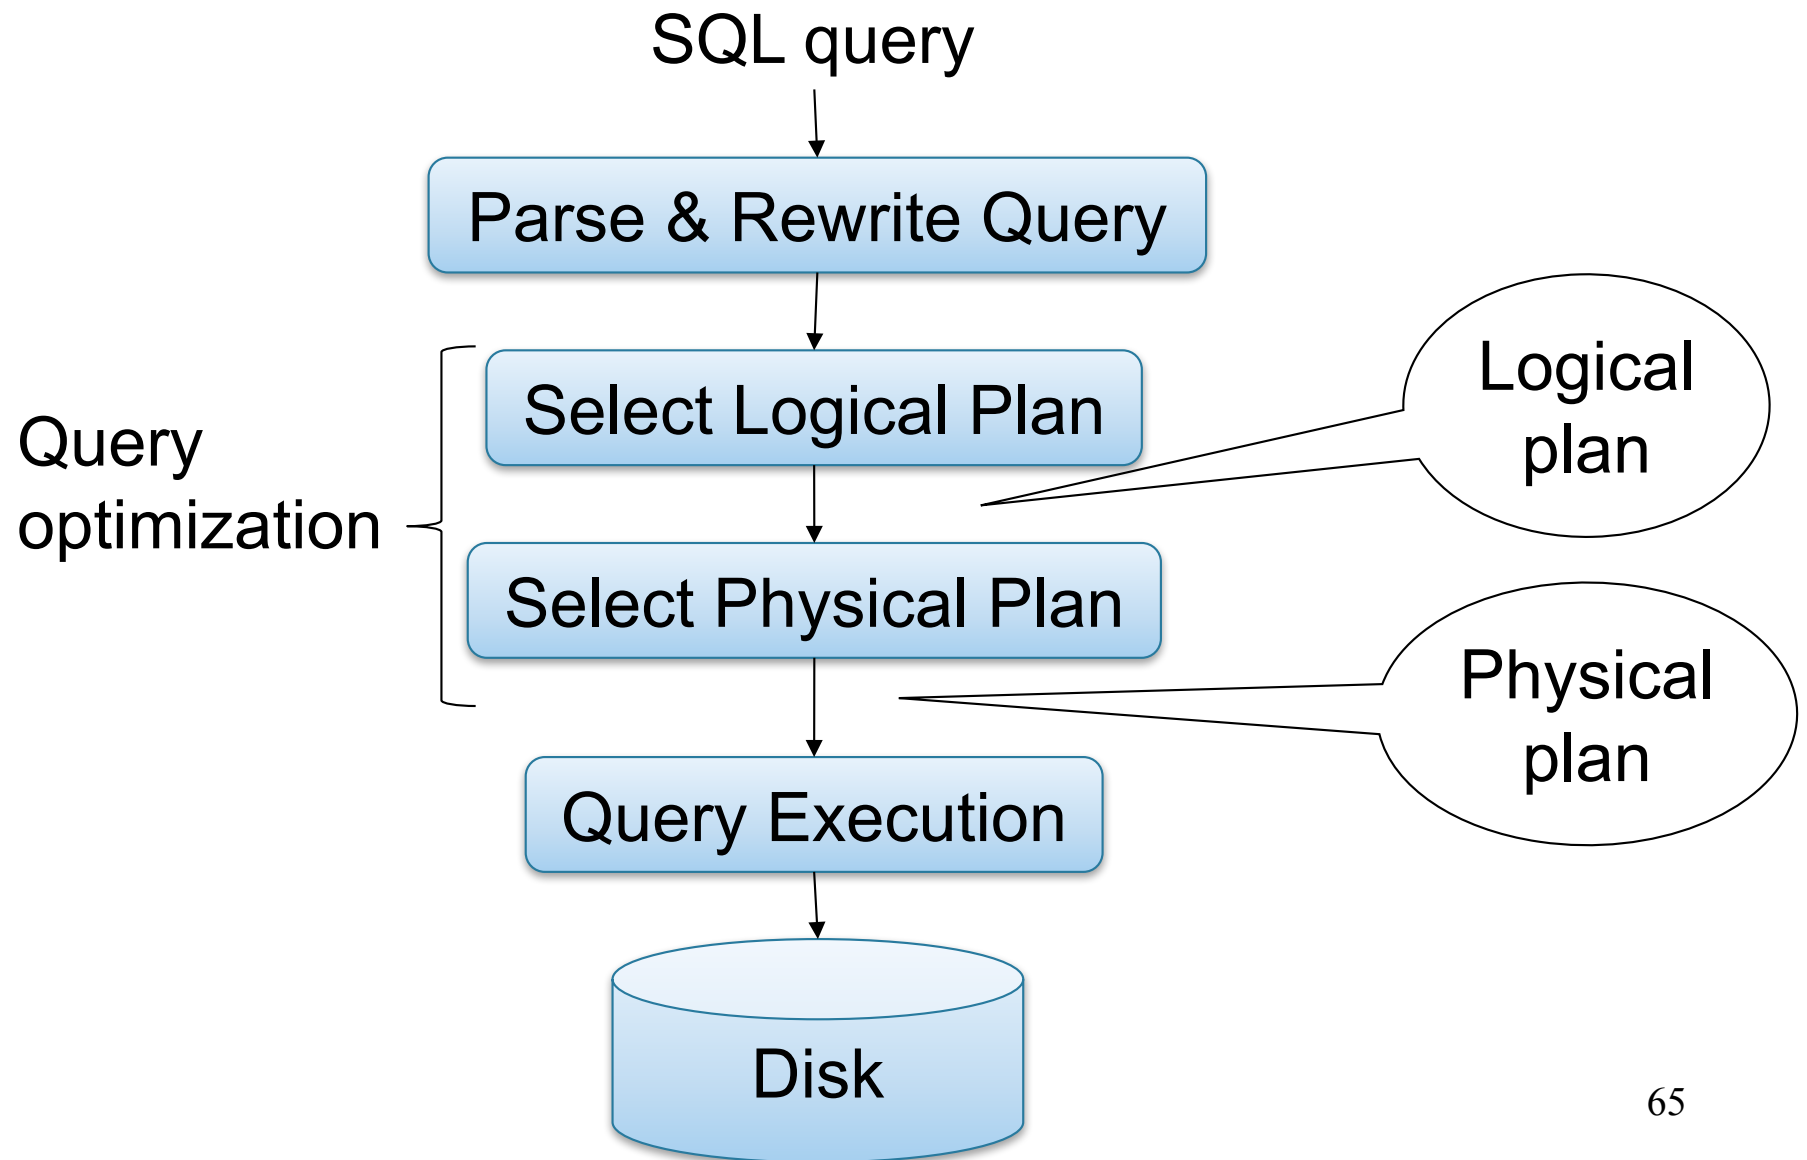 SQL query
Parse & Rewrite Query
Select Logical Plan
Query
optimization
Logical
plan
Select Physical Plan
Physical
plan
Query Execution
Disk
65